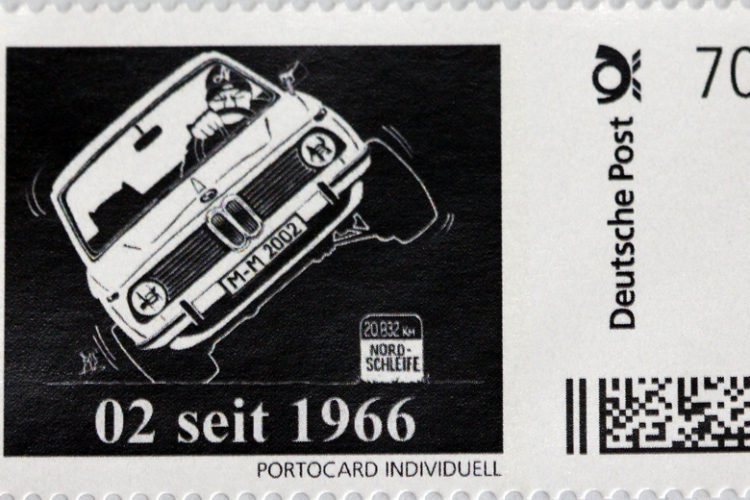 M-M 2002
20.832 KM
NORD-
SCHLEIFE
02 seit 1966
PORTOCARD INDIVIDUELL
Deutsche Post
70